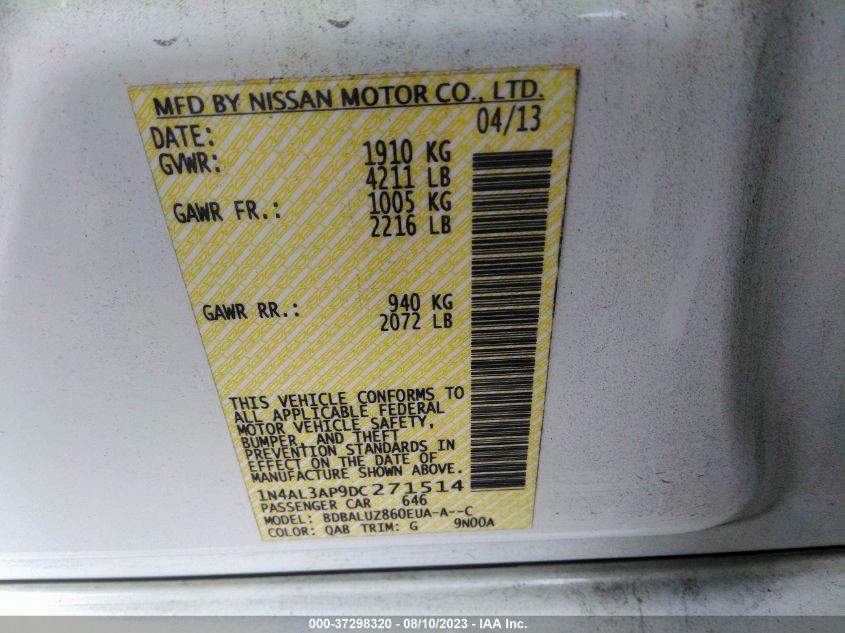 MFD BY NISSAN MOTOR CO., LTD.
DATE: 04/13
GVWR: 1910 KG
4211 LB
GAWR FR.: 1005 KG
2216 LB
GAWR RR.: 940 KG
2072 LB
THIS VEHICLE CONFORMS TO
ALL APPLICABLE FEDERAL
MOTOR VEHICLE SAFETY,
BUMPER, AND THEFT
PREVENTION STANDARDS IN
EFFECT ON THE DATE OF
MANUFACTURE SHOWN ABOVE.
1N4AL3AP9DC271514
PASSENGER CAR 646
MODEL: BDBALUZ860EUA-A--C
COLOR: QAB TRIM: G 9N00A
000-37298320 - 08/10/2023 - IAA Inc.